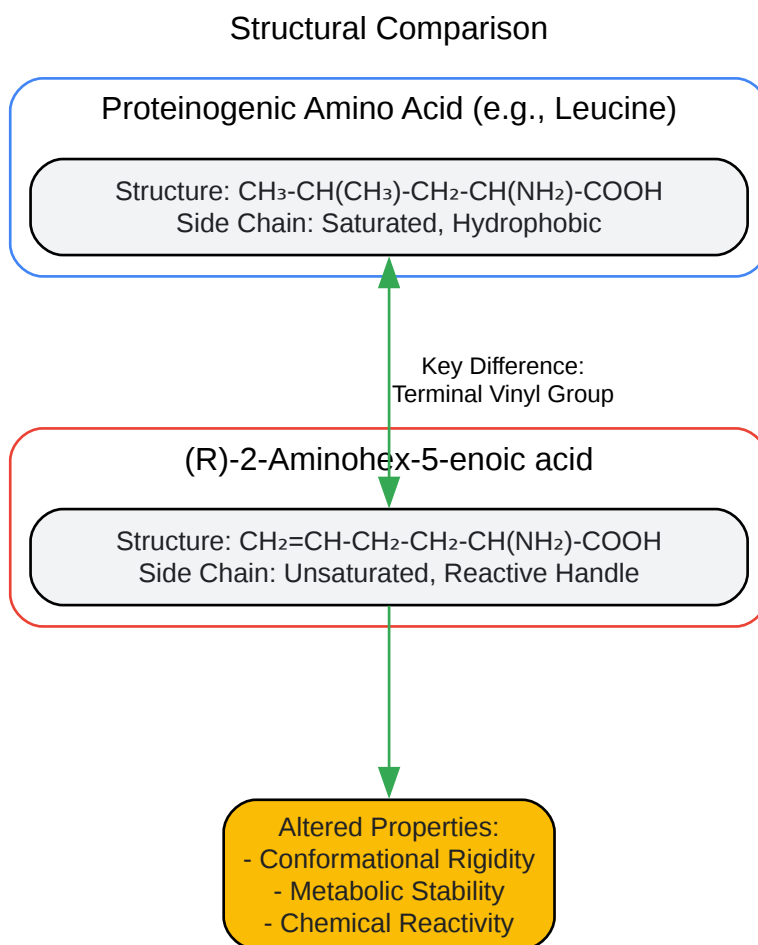 Structural Comparison
Proteinogenic Amino Acid (e.g., Leucine)
Structure: CH₃-CH(CH₃)-CH₂-CH(NH₂)-COOH
Side Chain: Saturated, Hydrophobic
Key Difference:
Terminal Vinyl Group
(R)-2-Aminohex-5-enoic acid
Structure: CH₂=CH-CH₂-CH₂-CH(NH₂)-COOH
Side Chain: Unsaturated, Reactive Handle
Altered Properties:
- Conformational Rigidity
- Metabolic Stability
- Chemical Reactivity